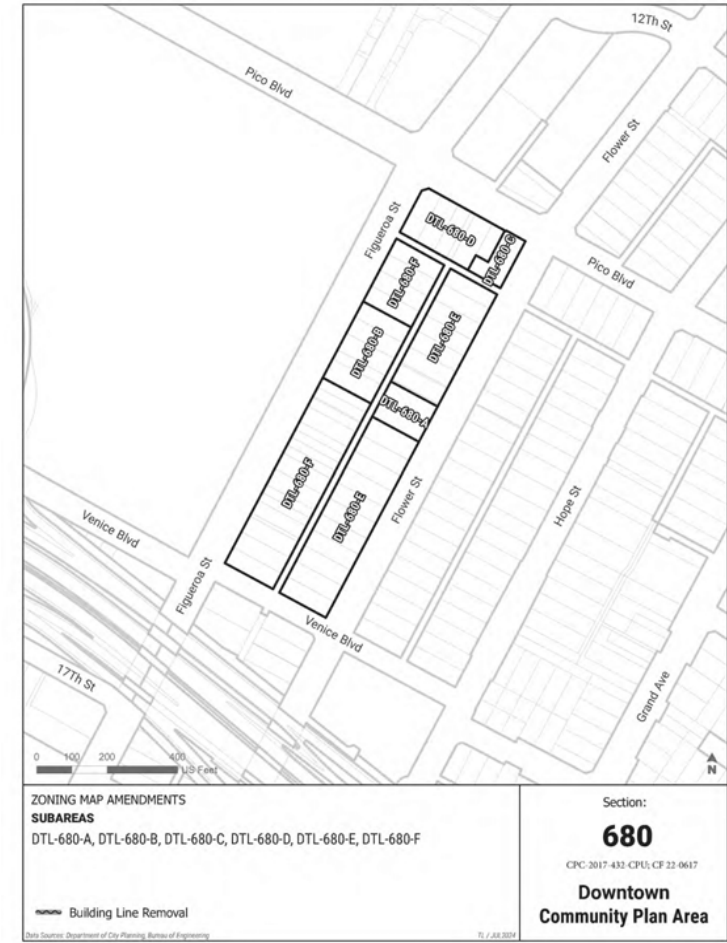 12Th St
Pico Blvd
Flower St
Figueroa St
DTL-680-D
DTL-680-C
Pico Blvd
DTL-680-F
DTL-680-E
DTL-680-B
DTL-680-A
DTL-680-F
DTL-680-E
Flower St
Hope St
Venice Blvd
Figueroa St
Venice Blvd
17Th St
Grand Ave
0 100 200 400
US Feet
N
ZONING MAP AMENDMENTS
SUBAREAS
DTL-680-A, DTL-680-B, DTL-680-C, DTL-680-D, DTL-680-E, DTL-680-F
Building Line Removal
Data Sources: Department of City Planning, Bureau of Engineering
TL / JUL 2024
Section:
680
CPC-2017-432-CPU; CF 22-0617
Downtown
Community Plan Area